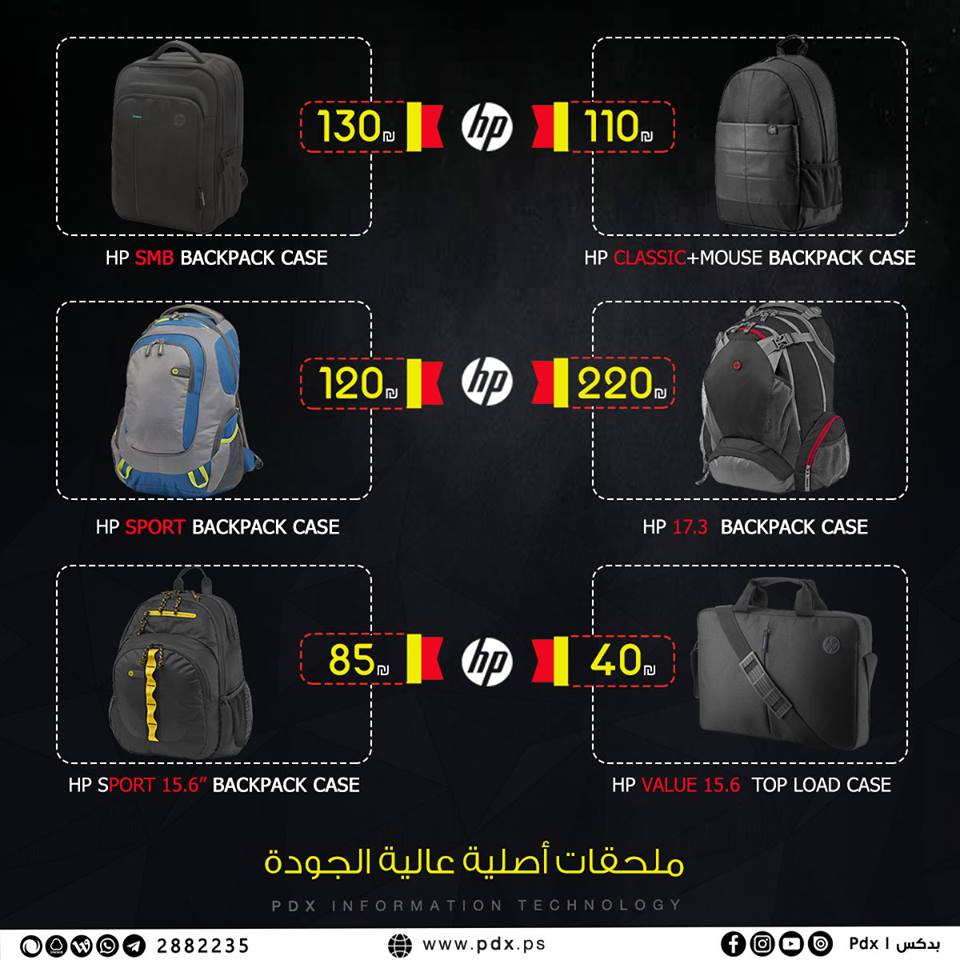 130₪ hp 110₪
HP SMB BACKPACK CASE
HP CLASSIC+MOUSE BACKPACK CASE
120₪ hp 220₪
HP SPORT BACKPACK CASE
HP 17.3 BACKPACK CASE
85₪ hp 40₪
HP SPORT 15.6” BACKPACK CASE
HP VALUE 15.6 TOP LOAD CASE
ملحقات أصلية عالية الجودة
PDX INFORMATION TECHNOLOGY
2882235 www.pdx.ps Pdx | بدكس